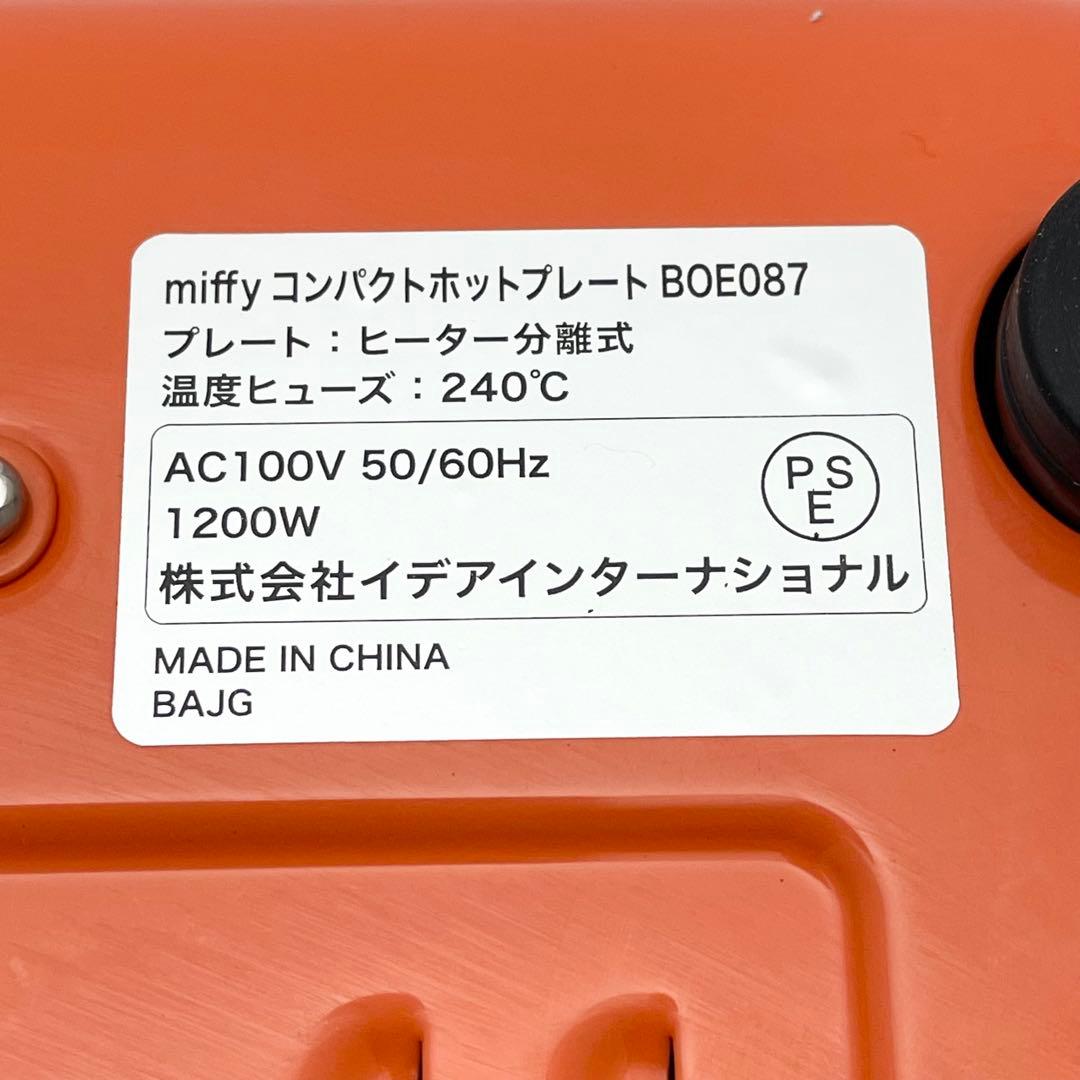 miffy コンパクトホットプレート BOE087
プレート：ヒーター分離式
温度ヒューズ：240℃
AC100V 50/60Hz
PSE
1200W
株式会社イデアインターナショナル
MADE IN CHINA
BAJG